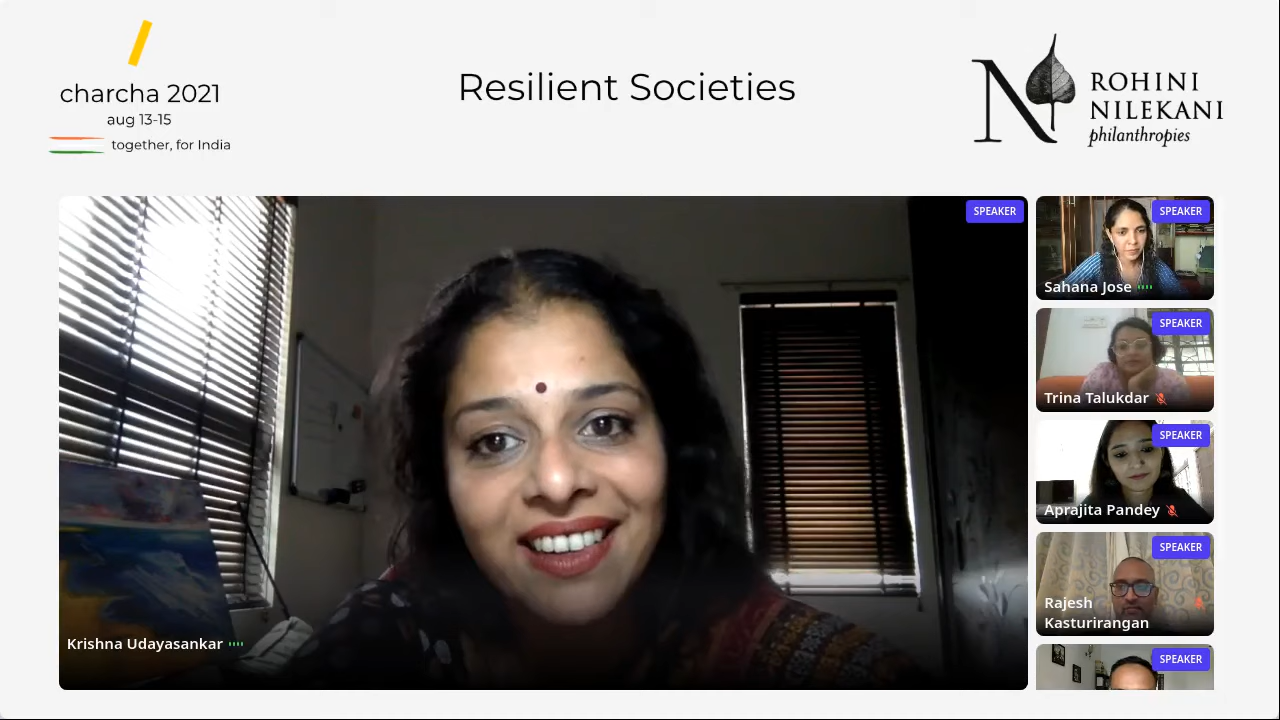 charcha 2021
aug 13-15
together, for India
Resilient Societies
N
ROHINI
NILEKANI
philanthropies
SPEAKER
Krishna Udayasankar
SPEAKER
Sahana Jose
SPEAKER
Trina Talukdar
SPEAKER
Aprajita Pandey
SPEAKER
Rajesh
Kasturirangan
SPEAKER